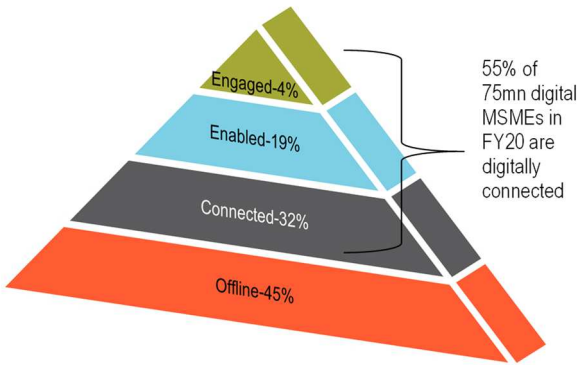 Engaged-4%
Enabled-19%
Connected-32%
Offline-45%
55% of
75mn digital
MSMEs in
FY20 are
digitally
connected